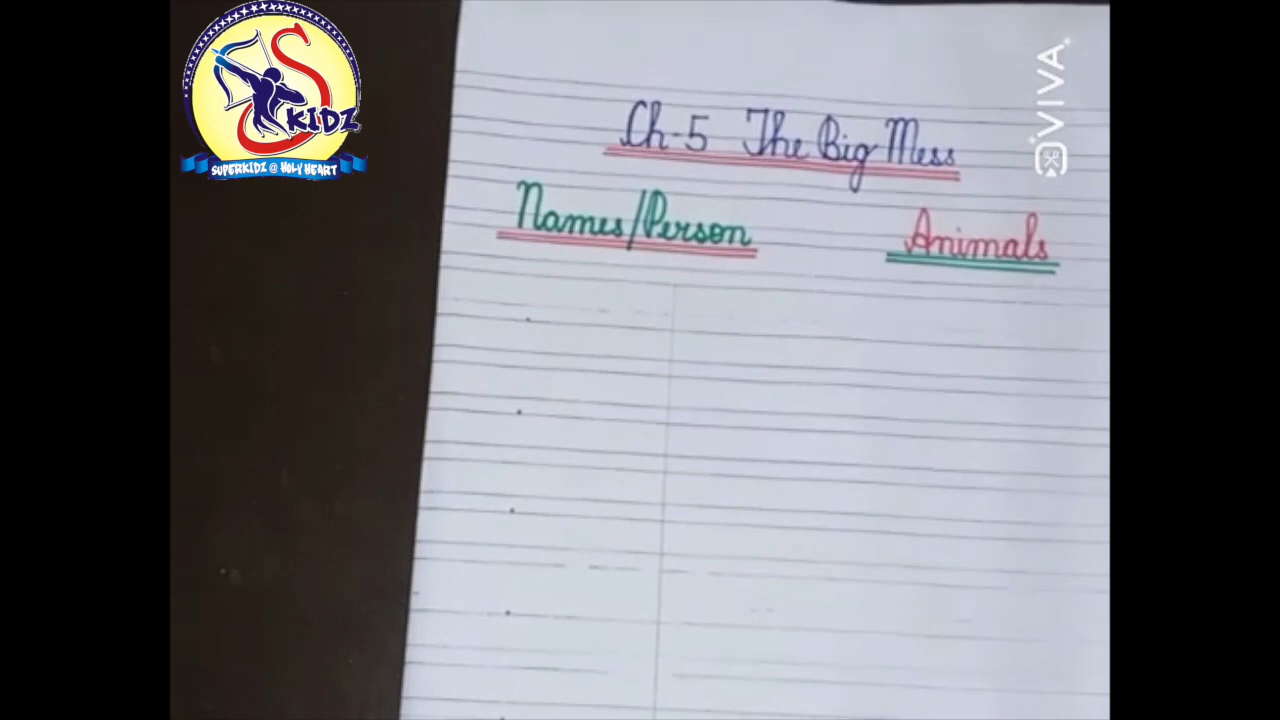 S KIDZ
SUPERKIDZ @ HOLY HEART
VIVA
Ch-5 The Big Mess
Names/Person Animals